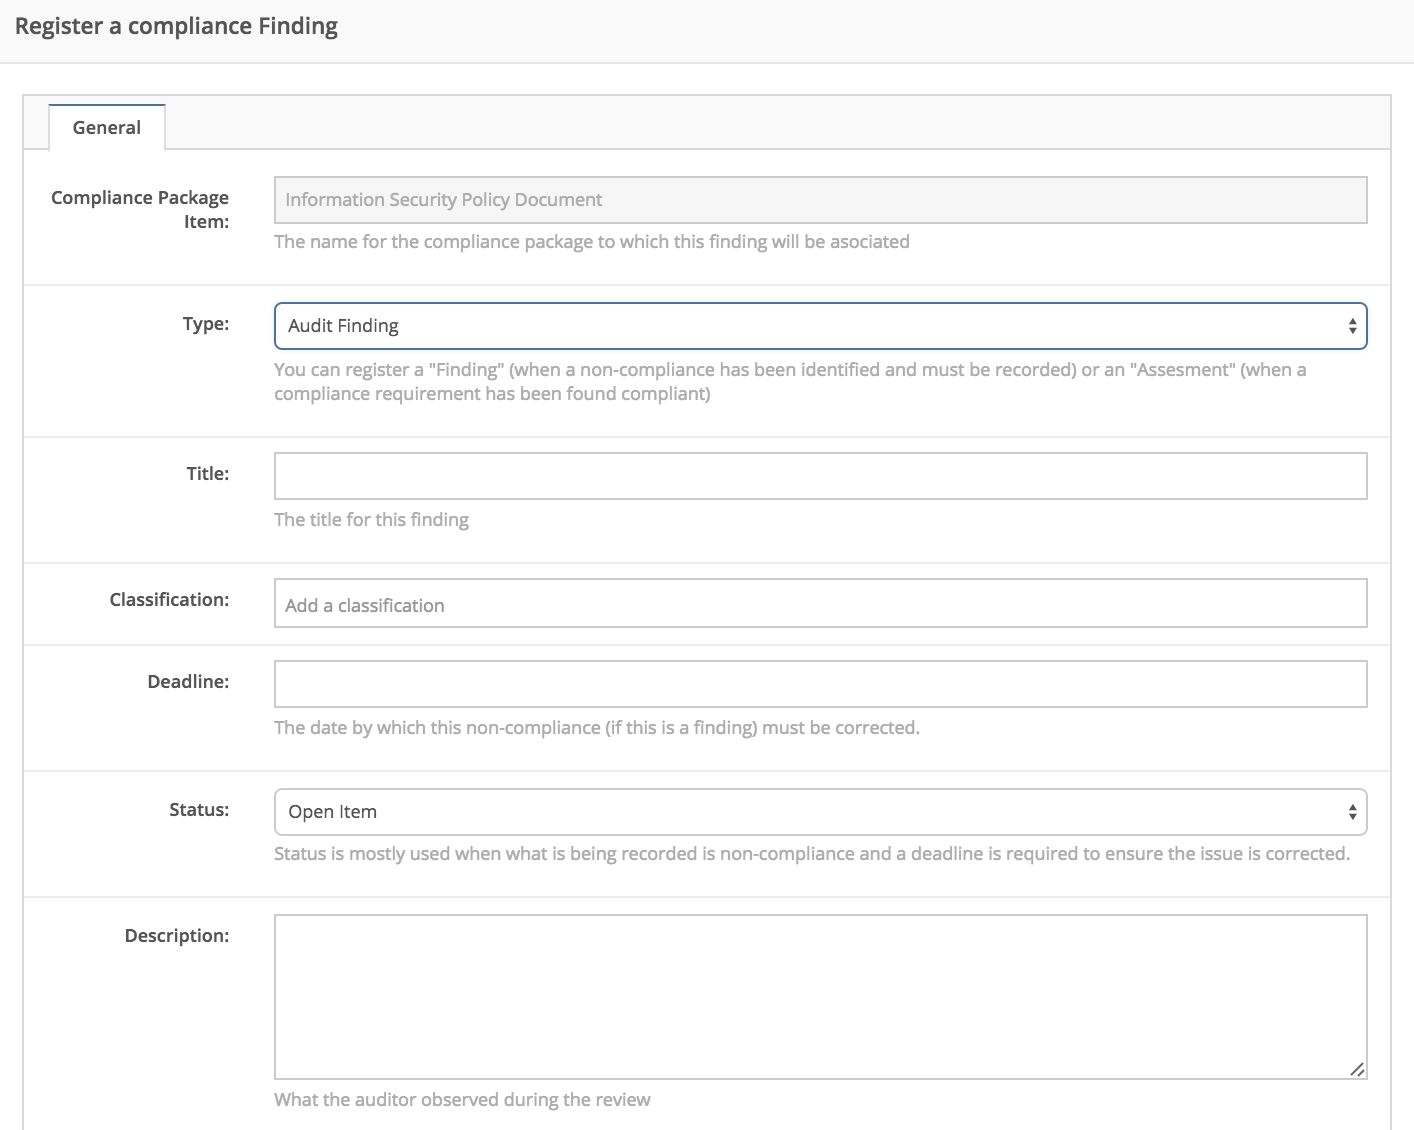 Register a compliance Finding
General
Compliance Package
Item:
Information Security Policy Document
The name for the compliance package to which this finding will be asociated
Type:
Audit Finding
You can register a "Finding" (when a non-compliance has been identified and must be recorded) or an "Assesment" (when a
compliance requirement has been found compliant)
Title:
The title for this finding
Classification:
Add a classification
Deadline:
The date by which this non-compliance (if this is a finding) must be corrected.
Status:
Open Item
Status is mostly used when what is being recorded is non-compliance and a deadline is required to ensure the issue is corrected.
Description:
What the auditor observed during the review